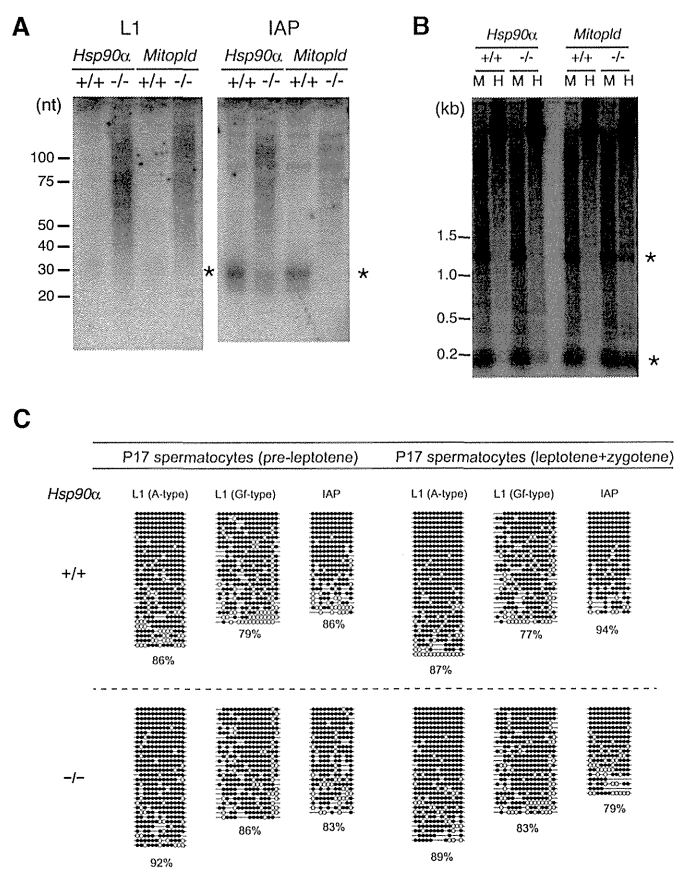 A
L1
IAP
Hsp90α Mitopld
Hsp90α Mitopld
+/+ -/- +/+ -/-
+/+ -/- +/+ -/-
(nt)
100
75
50
40
30
20
*
*
B
Hsp90α
Mitopld
+/+ -/-
+/+ -/-
M H M H
M H M H
(kb)
1.5
1.0
0.5
0.2
*
*
C
P17 spermatocytes (pre-leptotene)
P17 spermatocytes (leptotene+zygotene)
Hsp90α
L1 (A-type)
L1 (Gf-type)
IAP
L1 (A-type)
L1 (Gf-type)
IAP
+/+
86%
79%
86%
87%
77%
94%
-/-
92%
86%
83%
89%
83%
79%